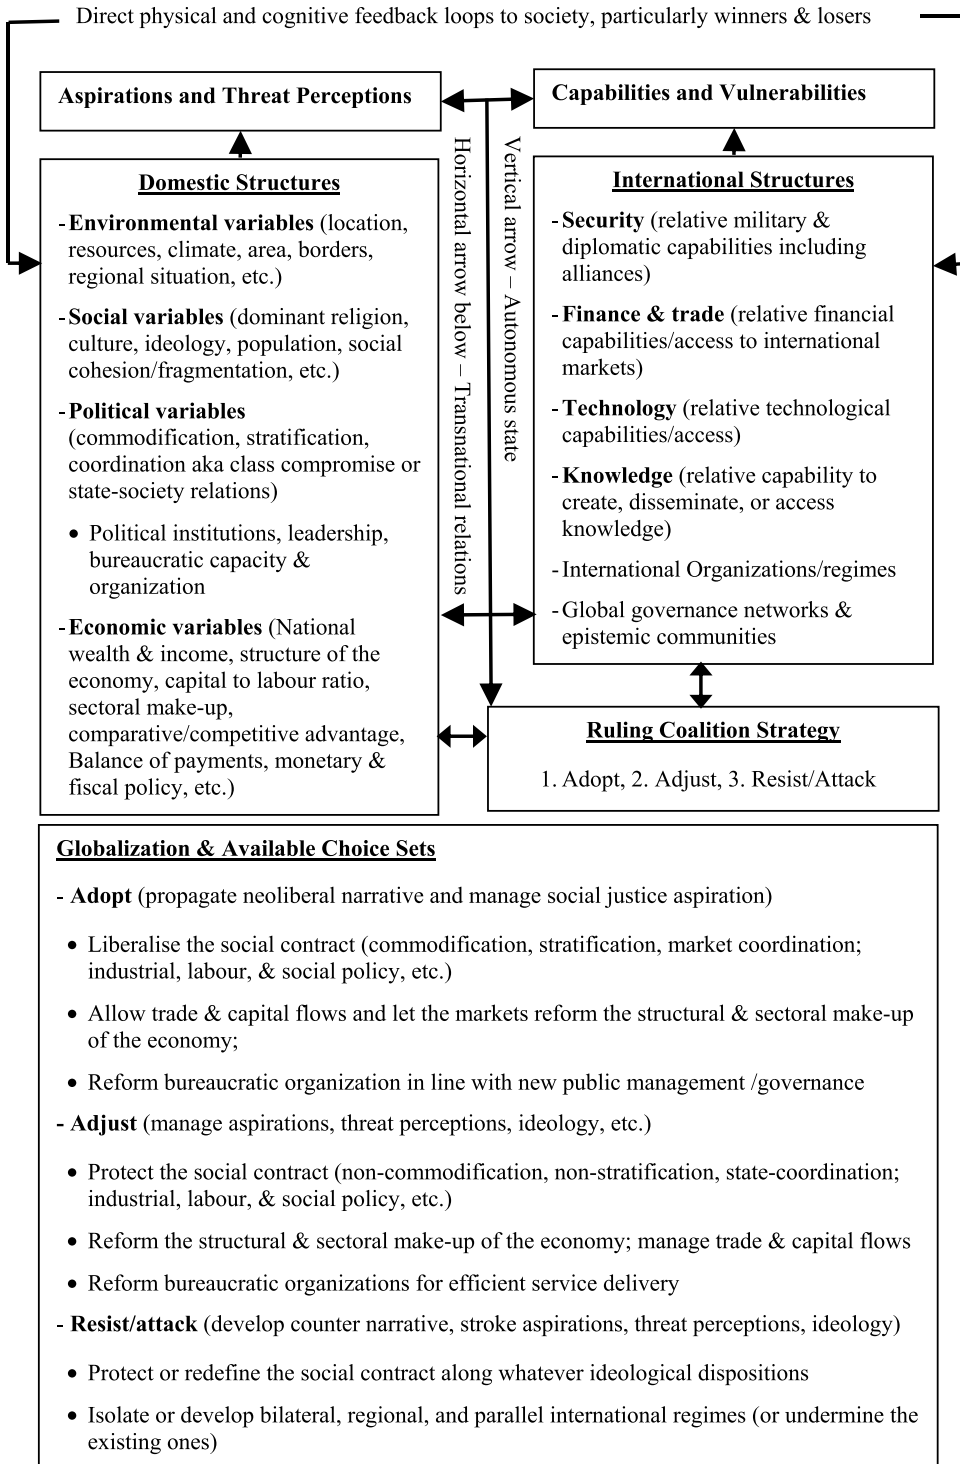 Direct physical and cognitive feedback loops to society, particularly winners & losers
Aspirations and Threat Perceptions
Capabilities and Vulnerabilities
Domestic Structures
-Environmental variables (location,
resources, climate, area, borders,
regional situation, etc.)
-Social variables (dominant religion,
culture, ideology, population, social
cohesion/fragmentation, etc.)
-Political variables
(commodification, stratification,
coordination aka class compromise or
state-society relations)
• Political institutions, leadership,
bureaucratic capacity &
organization
-Economic variables (National
wealth & income, structure of the
economy, capital to labour ratio,
sectoral make-up,
comparative/competitive advantage,
Balance of payments, monetary &
fiscal policy, etc.)
Horizontal arrow below – Transnational relations
Vertical arrow – Autonomous state
International Structures
-Security (relative military &
diplomatic capabilities including
alliances)
-Finance & trade (relative financial
capabilities/access to international
markets)
-Technology (relative technological
capabilities/access)
-Knowledge (relative capability to
create, disseminate, or access
knowledge)
-International Organizations/regimes
-Global governance networks &
epistemic communities
Ruling Coalition Strategy
1. Adopt, 2. Adjust, 3. Resist/Attack
Globalization & Available Choice Sets
- Adopt (propagate neoliberal narrative and manage social justice aspiration)
• Liberalise the social contract (commodification, stratification, market coordination;
industrial, labour, & social policy, etc.)
• Allow trade & capital flows and let the markets reform the structural & sectoral make-up
of the economy;
• Reform bureaucratic organization in line with new public management /governance
- Adjust (manage aspirations, threat perceptions, ideology, etc.)
• Protect the social contract (non-commodification, non-stratification, state-coordination;
industrial, labour, & social policy, etc.)
• Reform the structural & sectoral make-up of the economy; manage trade & capital flows
• Reform bureaucratic organizations for efficient service delivery
- Resist/attack (develop counter narrative, stroke aspirations, threat perceptions, ideology)
• Protect or redefine the social contract along whatever ideological dispositions
• Isolate or develop bilateral, regional, and parallel international regimes (or undermine the
existing ones)